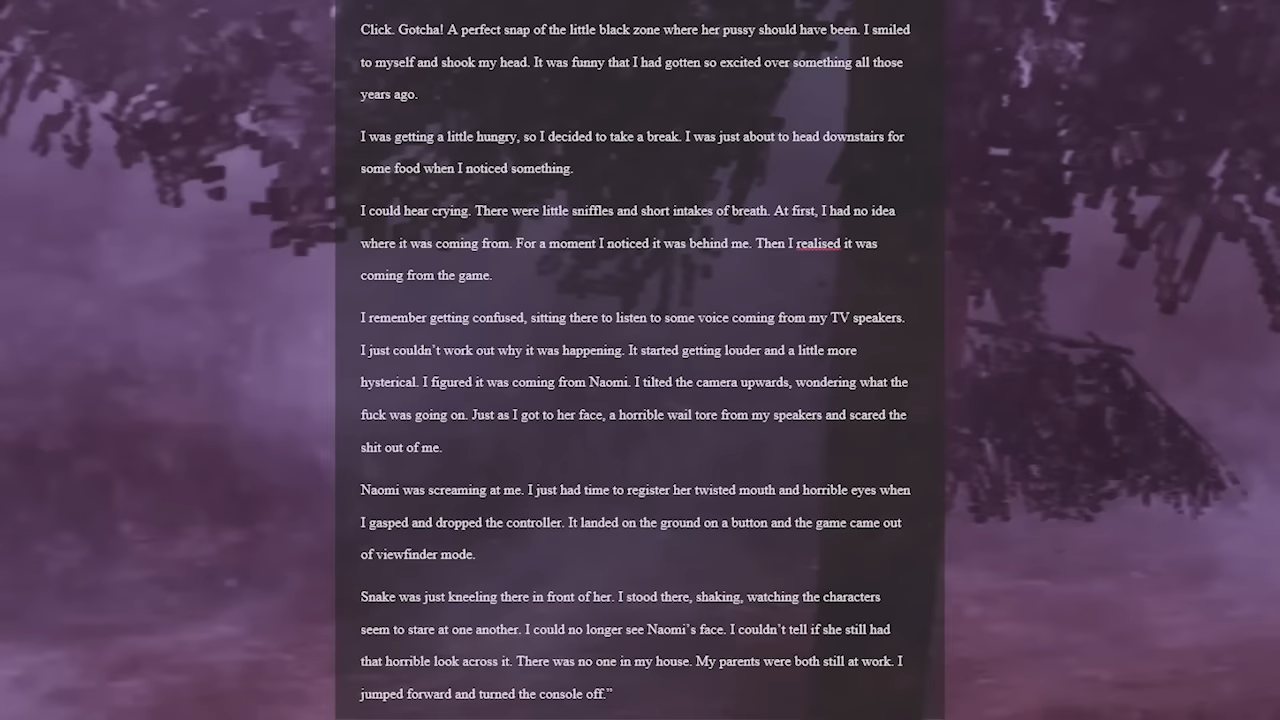 Click. Gotcha! A perfect snap of the little black zone where her pussy should have been. I smiled
to myself and shook my head. It was funny that I had gotten so excited over something all those
years ago.
I was getting a little hungry, so I decided to take a break. I was just about to head downstairs for
some food when I noticed something.
I could hear crying. There were little sniffles and short intakes of breath. At first, I had no idea
where it was coming from. For a moment I noticed it was behind me. Then I realised it was
coming from the game.
I remember getting confused, sitting there to listen to some voice coming from my TV speakers.
I just couldn’t work out why it was happening. It started getting louder and a little more
hysterical. I figured it was coming from Naomi. I tilted the camera upwards, wondering what the
fuck was going on. Just as I got to her face, a horrible wail tore from my speakers and scared the
shit out of me.
Naomi was screaming at me. I just had time to register her twisted mouth and horrible eyes when
I gasped and dropped the controller. It landed on the ground on a button and the game came out
of viewfinder mode.
Snake was just kneeling there in front of her. I stood there, shaking, watching the characters
seem to stare at one another. I could no longer see Naomi’s face. I couldn’t tell if she still had
that horrible look across it. There was no one in my house. My parents were both still at work. I
jumped forward and turned the console off.”